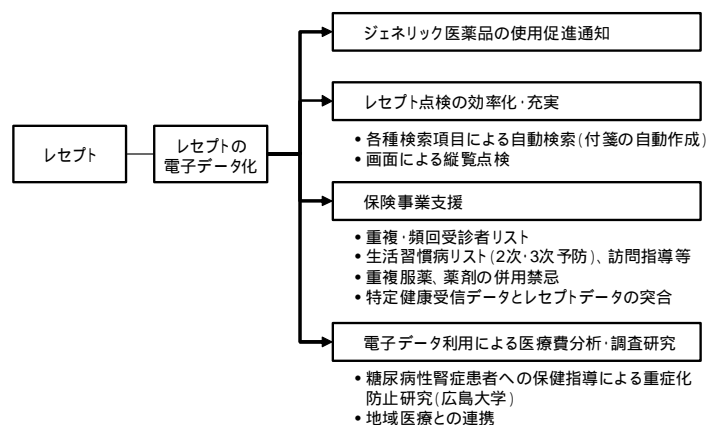 ジェネリック医薬品の使用促進通知
レセプト点検の効率化･充実
• 各種検索項目による自動検索(付箋の自動作成)
• 画面による縦覧点検
レセプト
レセプトの
電子データ化
保険事業支援
• 重複･頻回受診者リスト
• 生活習慣病リスト(2次･3次予防)、訪問指導等
• 重複服薬、薬剤の併用禁忌
• 特定健康受信データとレセプトデータの突合
電子データ利用による医療費分析･調査研究
• 糖尿病性腎症患者への保健指導による重症化
防止研究(広島大学)
• 地域医療との連携